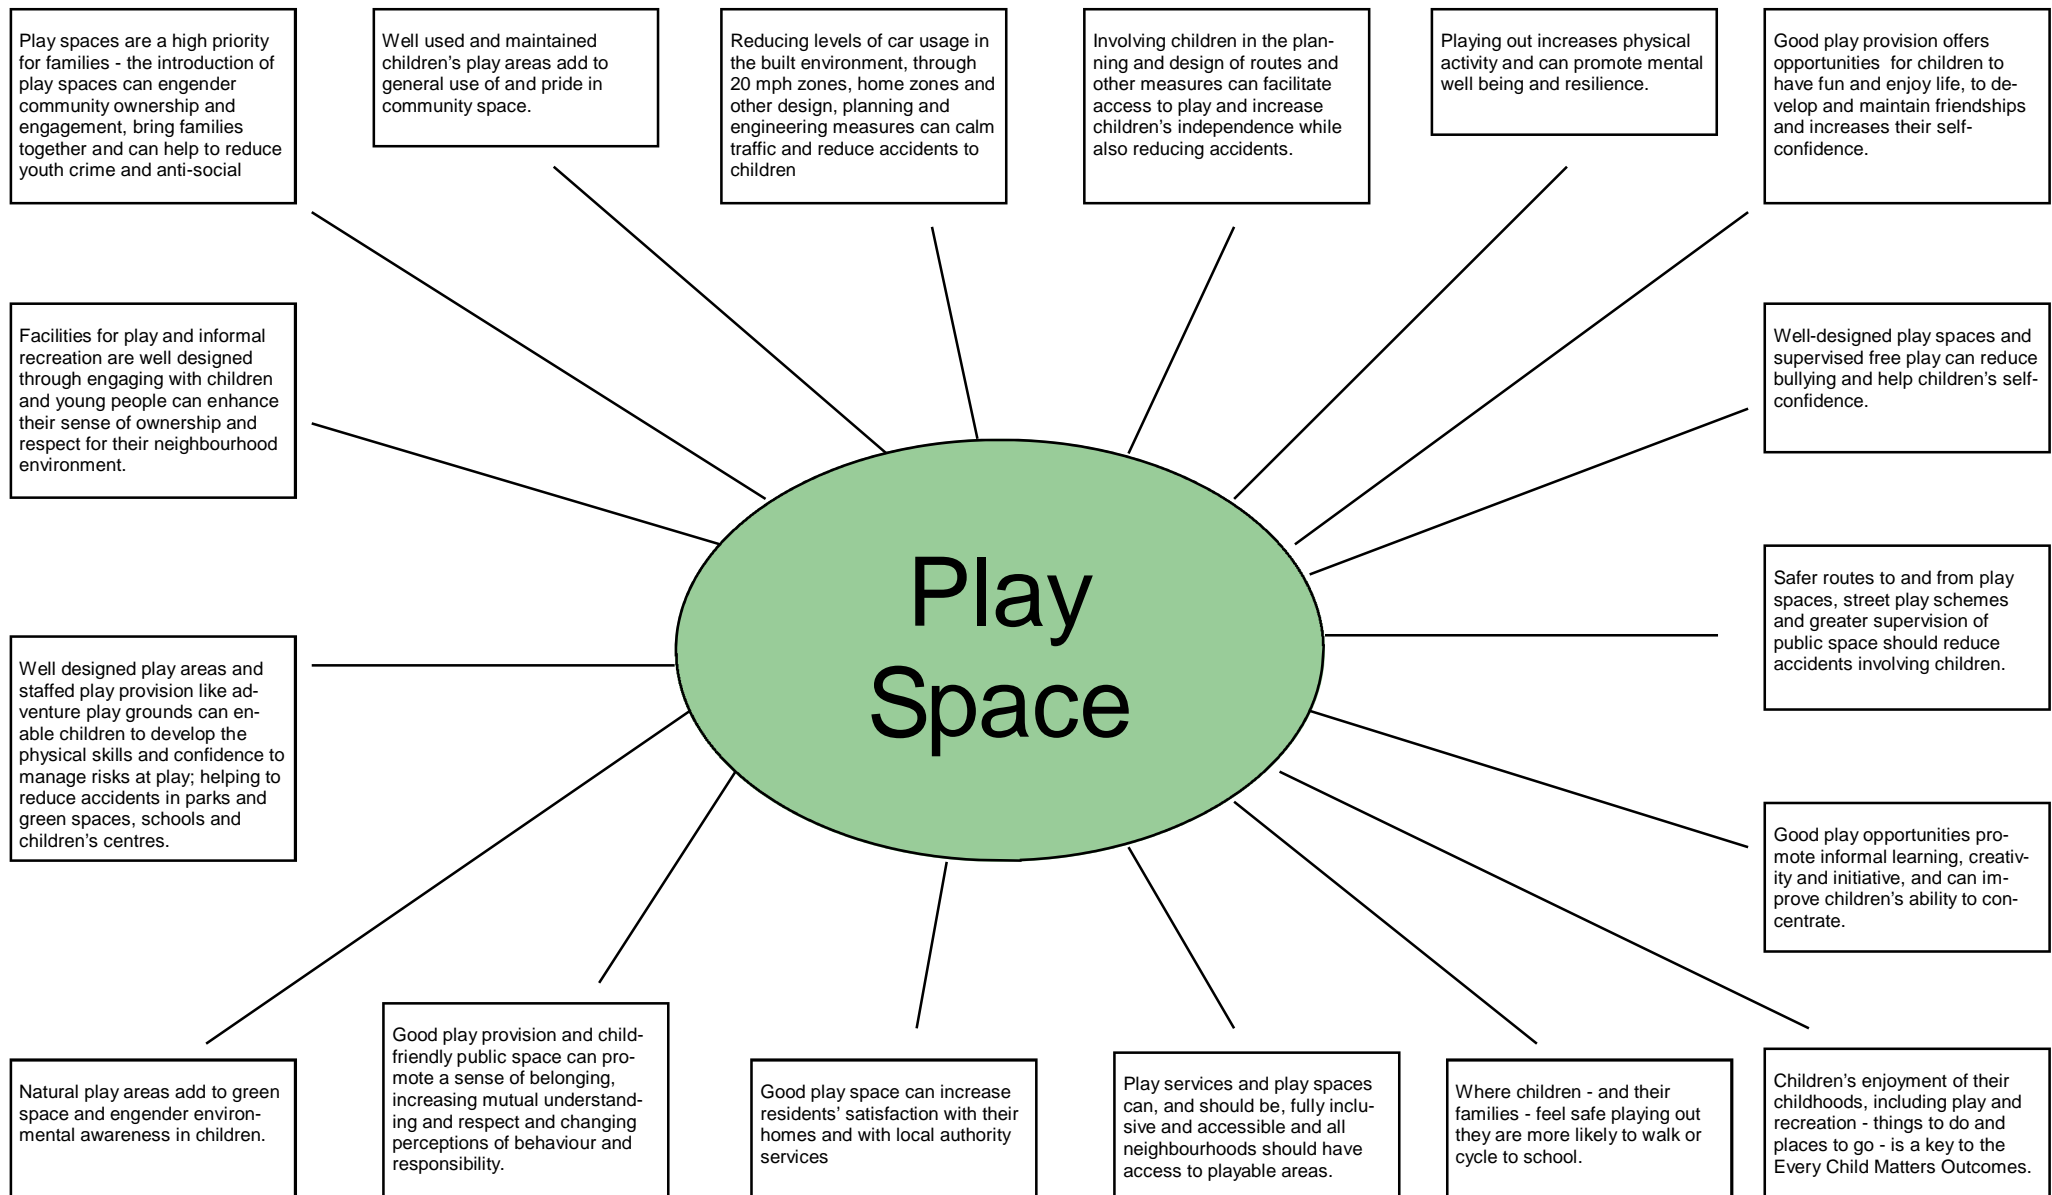 Play spaces are a high priority
for families - the introduction of
play spaces can engender
community ownership and
engagement, bring families
together and can help to reduce
youth crime and anti-social
Well used and maintained
children's play areas add to
general use of and pride in
community space.
Reducing levels of car usage in
the built environment, through
20 mph zones, home zones and
other design, planning and
engineering measures can calm
traffic and reduce accidents to
children
Involving children in the plan-
ning and design of routes and
other measures can facilitate
access to play and increase
children's independence while
also reducing accidents.
Playing out increases physical
activity and can promote mental
well being and resilience.
Good play provision offers
opportunities  for children to
have fun and enjoy life, to de-
velop and maintain friendships
and increases their self-
confidence.
Facilities for play and informal
recreation are well designed
through engaging with children
and young people can enhance
their sense of ownership and
respect for their neighbourhood
environment.
Well-designed play spaces and
supervised free play can reduce
bullying and help children's self-
confidence.
Play
Space
Safer routes to and from play
spaces, street play schemes
and greater supervision of
public space should reduce
accidents involving children.
Well designed play areas and
staffed play provision like ad-
venture play grounds can en-
able children to develop the
physical skills and confidence to
manage risks at play; helping to
reduce accidents in parks and
green spaces, schools and
children's centres.
Good play opportunities pro-
mote informal learning, creativ-
ity and initiative, and can im-
prove children's ability to con-
centrate.
Natural play areas add to green
space and engender environ-
mental awareness in children.
Good play provision and child-
friendly public space can pro-
mote a sense of belonging,
increasing mutual understand-
ing and respect and changing
perceptions of behaviour and
responsibility.
Good play space can increase
residents' satisfaction with their
homes and with local authority
services
Play services and play spaces
can, and should be, fully inclu-
sive and accessible and all
neighbourhoods should have
access to playable areas.
Where children - and their
families - feel safe playing out
they are more likely to walk or
cycle to school.
Children's enjoyment of their
childhoods, including play and
recreation - things to do and
places to go - is a key to the
Every Child Matters Outcomes.